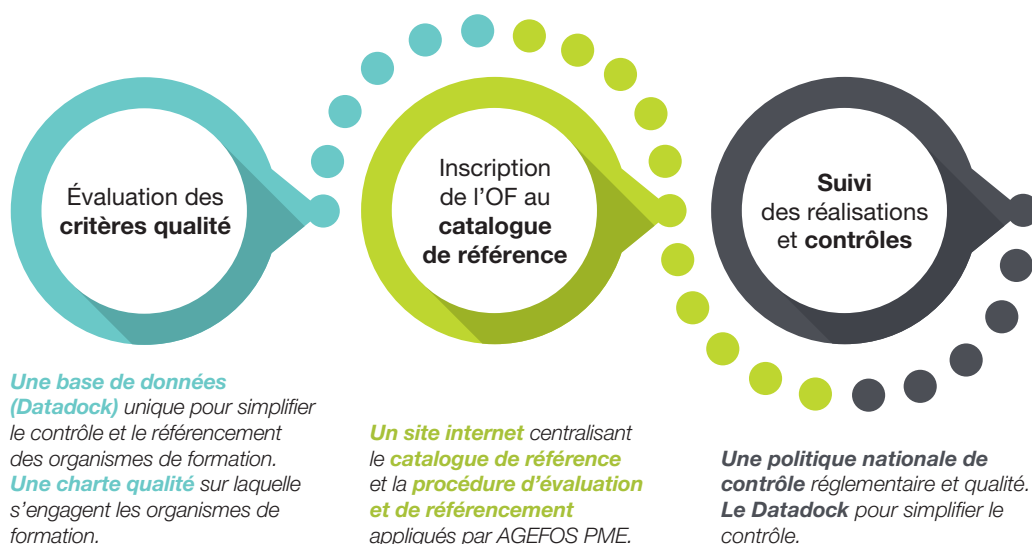 Évaluation des
critères qualité
Inscription
de l’OF au
catalogue
de référence
Suivi
des réalisations
et contrôles
Une base de données
(Datadock) unique pour simplifier
le contrôle et le référencement
des organismes de formation.
Une charte qualité sur laquelle
s’engagent les organismes de
formation.
Un site internet centralisant
le catalogue de référence
et la procédure d’évaluation
et de référencement
appliqués par AGEFOS PME.
Une politique nationale de
contrôle réglementaire et qualité.
Le Datadock pour simplifier le
contrôle.